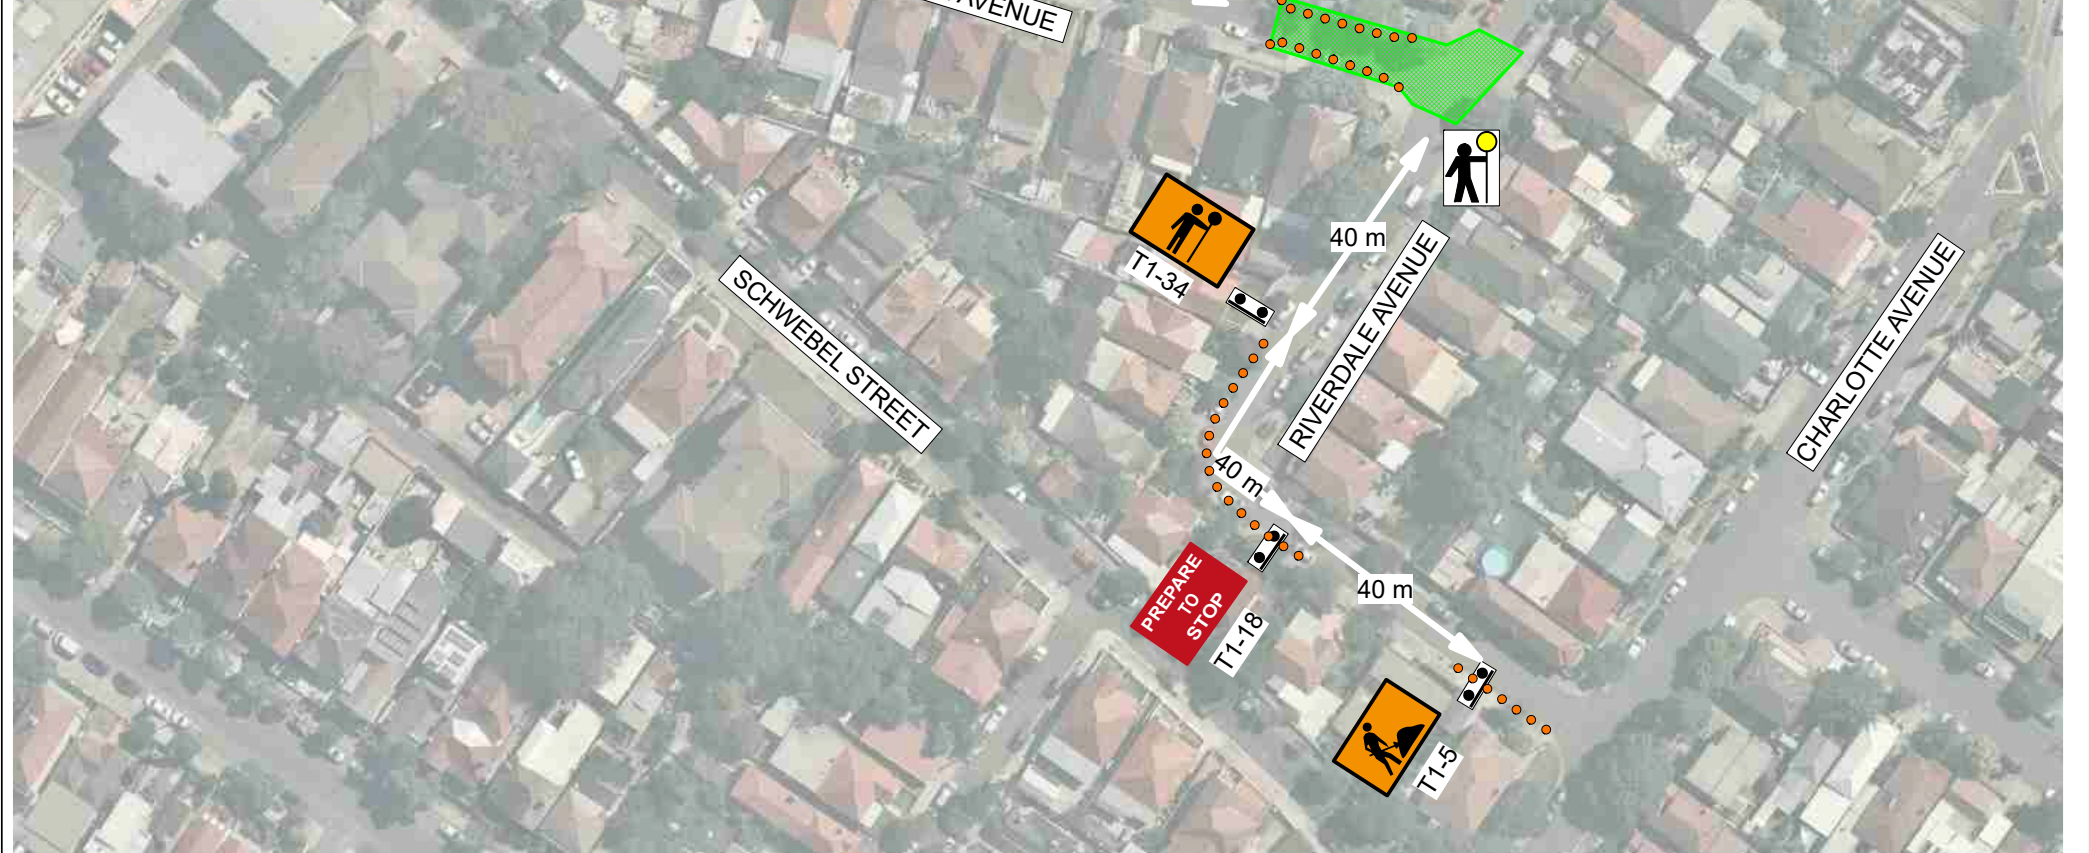 AVENUE
40 m
T1-34
RIVERDALE AVENUE
CHARLOTTE AVENUE
SCHWEBEL STREET
40 m
PREPARE
TO
STOP
T1-18
40 m
T1-5